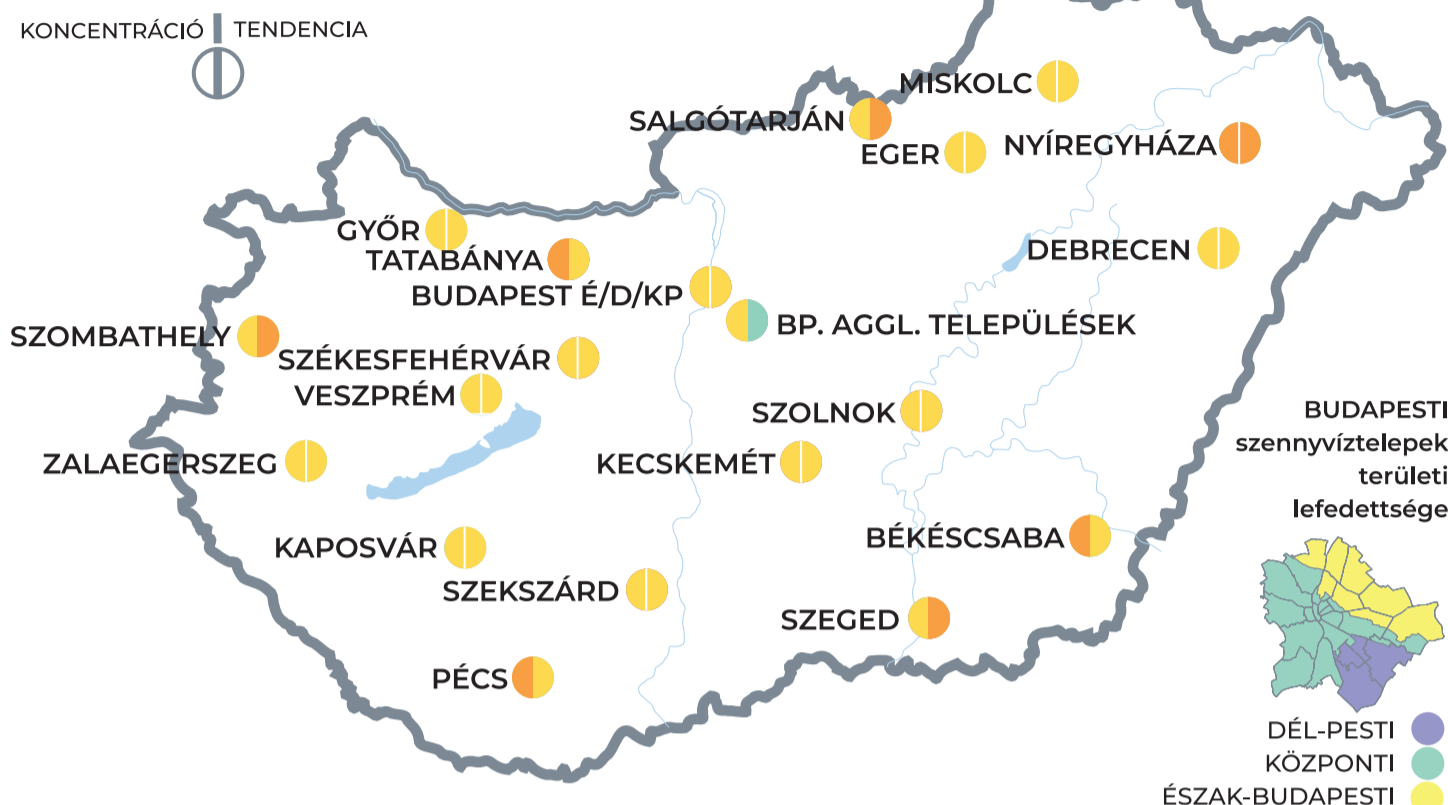 KONCENTRÁCIÓ TENDENCIA
MISKOLC
SALGÓTARJÁN
EGER
NYÍREGYHÁZA
GYŐR
TATABÁNYA
DEBRECEN
BUDAPEST É/D/KP
BP. AGGL. TELEPÜLÉSEK
SZOMBATHELY
SZÉKESFEHÉRVÁR
VESZPRÉM
SZOLNOK
ZALAEGERSZEG
KECSKEMÉT
KAPOSVÁR
BÉKÉSCSABA
SZEKSZÁRD
SZEGED
PÉCS
BUDAPESTI
szennyvíztelepek
területi
lefedettsége
DÉL-PESTI
KÖZPONTI
ÉSZAK-BUDAPESTI